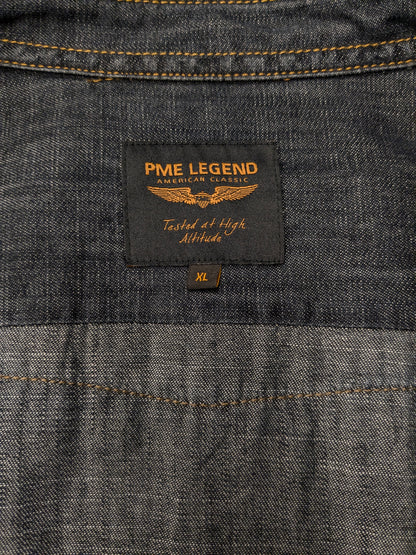 PME LEGEND
AMERICAN CLASSIC
Tested at High
Altitude
XL